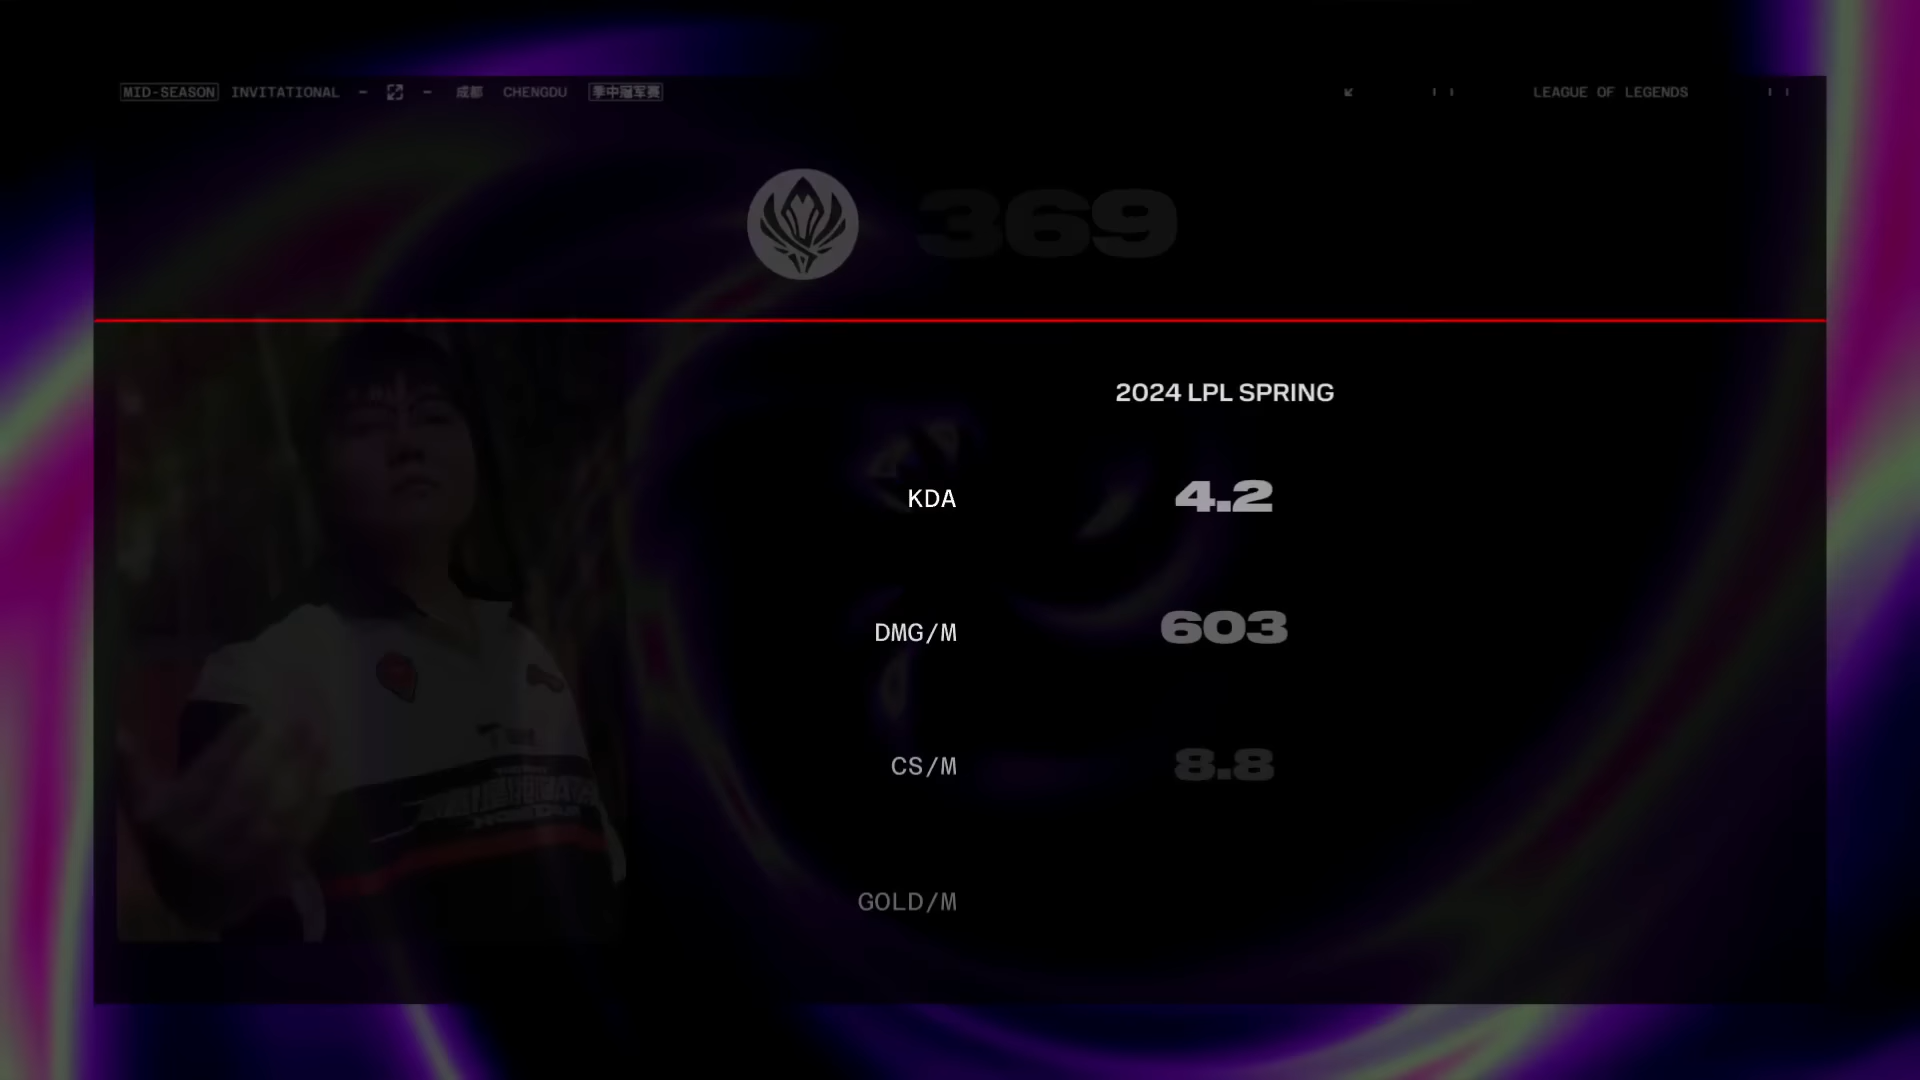 MID-SEASON INVITATIONAL - - 成都 CHENGDU 季中冠军赛
LEAGUE OF LEGENDS
369
2024 LPL SPRING
KDA 4.2
DMG/M 603
CS/M 8.8
GOLD/M